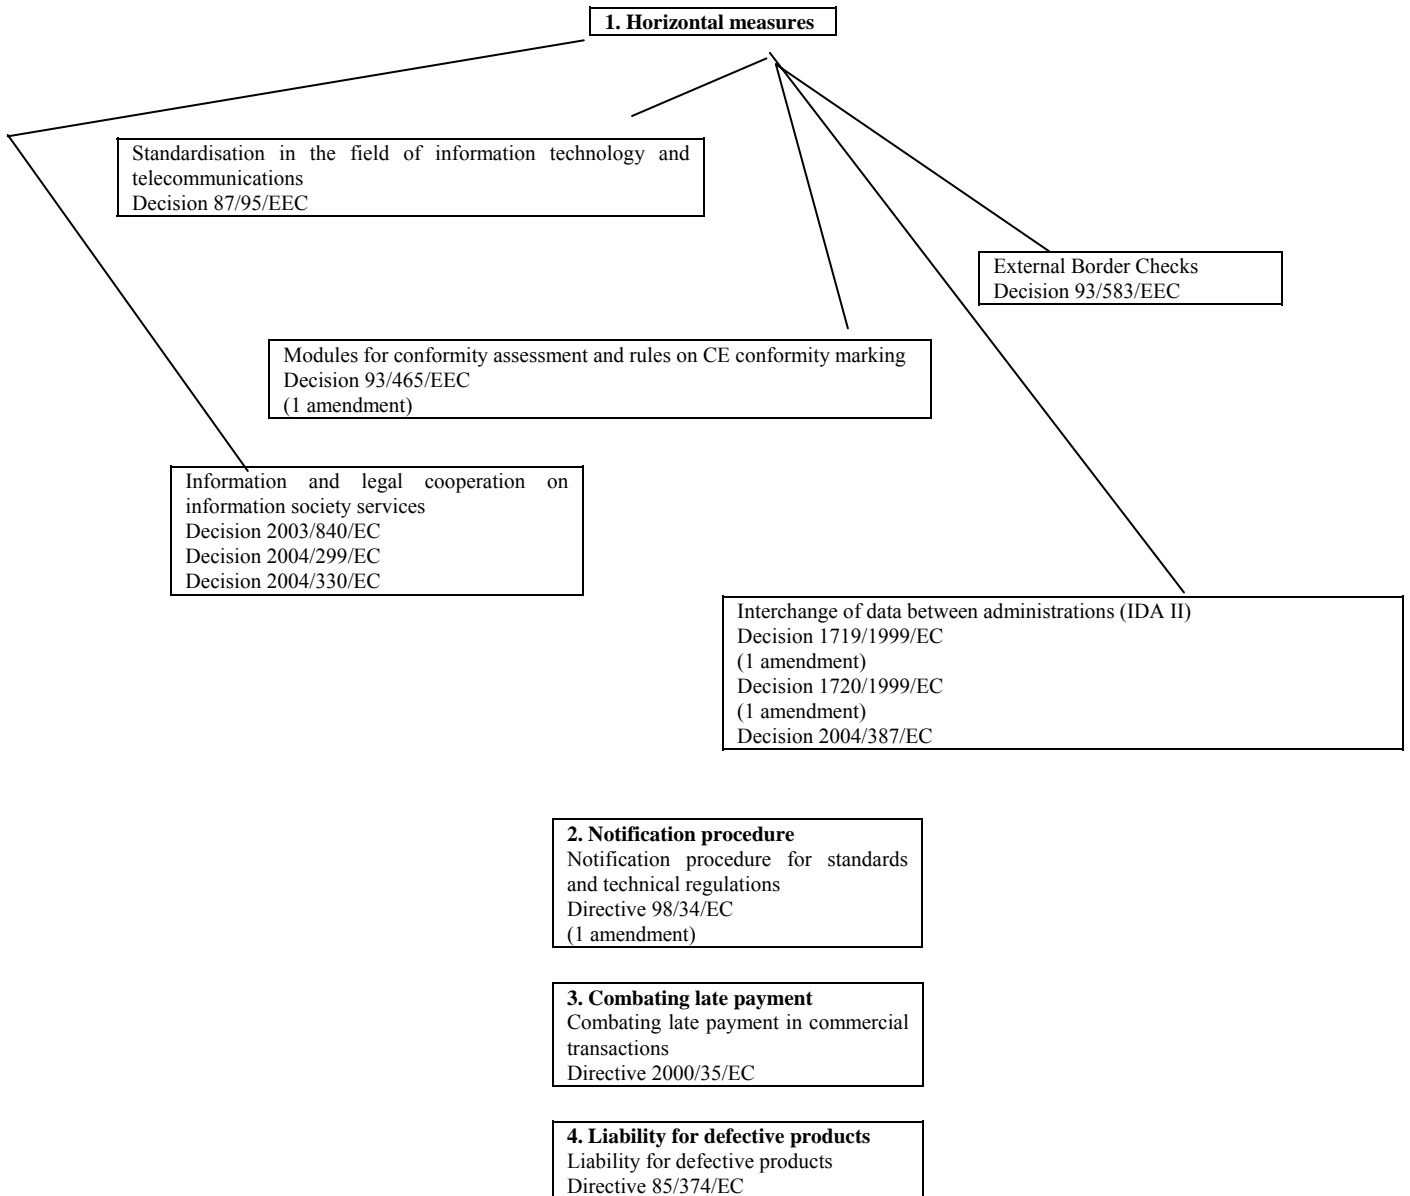 1. Horizontal measures
Standardisation in the field of information technology and
telecommunications
Decision 87/95/EEC
External Border Checks
Decision 93/583/EEC
Modules for conformity assessment and rules on CE conformity marking
Decision 93/465/EEC
(1 amendment)
Information and legal cooperation on
information society services
Decision 2003/840/EC
Decision 2004/299/EC
Decision 2004/330/EC
Interchange of data between administrations (IDA II)
Decision 1719/1999/EC
(1 amendment)
Decision 1720/1999/EC
(1 amendment)
Decision 2004/387/EC
2. Notification procedure
Notification procedure for standards
and technical regulations
Directive 98/34/EC
(1 amendment)
3. Combating late payment
Combating late payment in commercial
transactions
Directive 2000/35/EC
4. Liability for defective products
Liability for defective products
Directive 85/374/EC